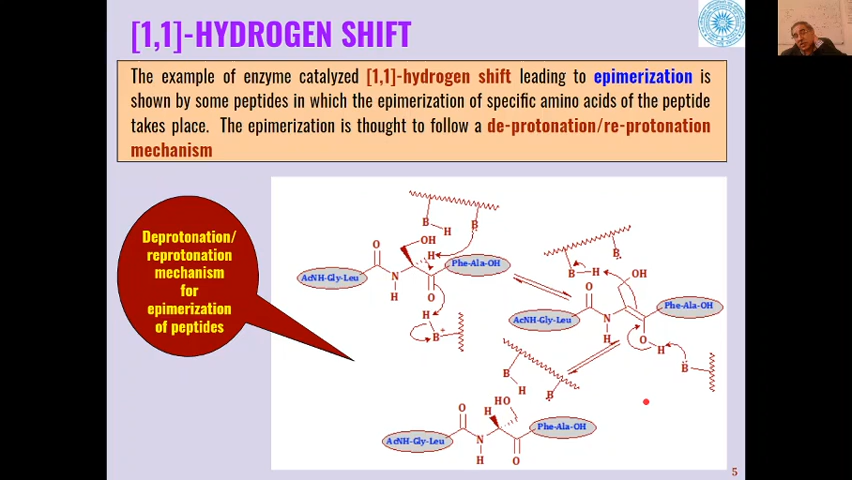 [1,1]-HYDROGEN SHIFT
The example of enzyme catalyzed [1,1]-hydrogen shift leading to epimerization is
shown by some peptides in which the epimerization of specific amino acids of the peptide
takes place. The epimerization is thought to follow a de-protonation/re-protonation
mechanism
Deprotonation/
reprotonation
mechanism
for
epimerization
of peptides
B
H
B
OH
O
H
Phe-Ala-OH
AcNH-Gly-Leu
N
H
O
H
B+
B
H
B
OH
O
Phe-Ala-OH
AcNH-Gly-Leu
N
H
O
H
B
B
H
B
HO
O
H
Phe-Ala-OH
AcNH-Gly-Leu
N
H
O
5